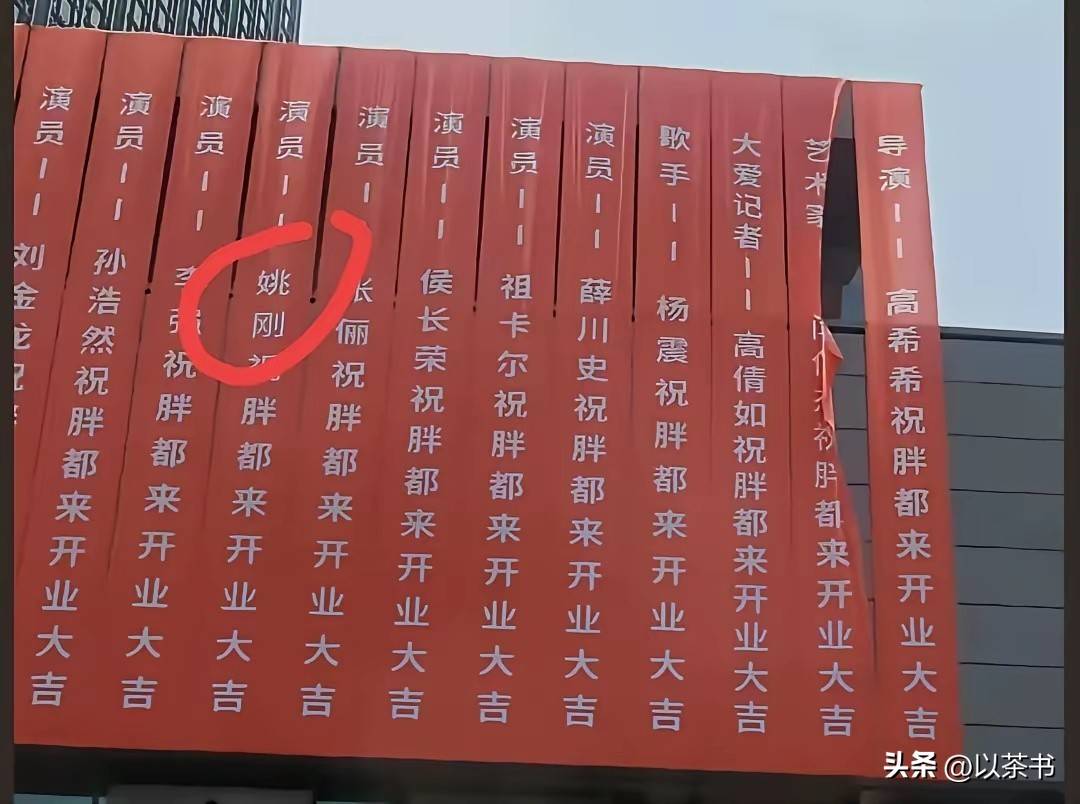 导演——高希希祝胖都来开业大吉
艺术家 祝胖都来开业大吉
大爱记者——高倩如祝胖都来开业大吉
歌手——杨震祝胖都来开业大吉
演员——薛川史祝胖都来开业大吉
演员——祖卡尔祝胖都来开业大吉
演员——侯长荣祝胖都来开业大吉
演员——张俪祝胖都来开业大吉
演员——姚刚祝胖都来开业大吉
演员——李强祝胖都来开业大吉
演员——孙浩然祝胖都来开业大吉
演员——刘金龙祝
头条 @以茶书